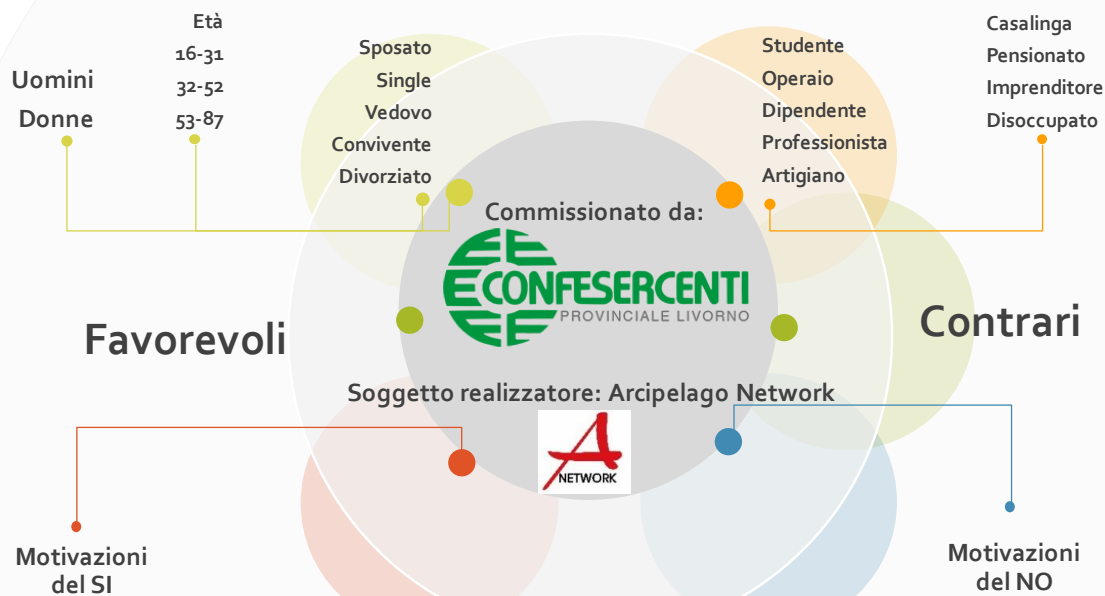 Uomini
Donne
Età
16-31
32-52
53-87
Sposato
Single
Vedovo
Convivente
Divorziato
Studente
Operaio
Dipendente
Professionista
Artigiano
Casalinga
Pensionato
Imprenditore
Disoccupato
Commissionato da:
CONFESERCENTI
PROVINCIALE LIVORNO
Favorevoli
Contrari
Soggetto realizzatore: Arcipelago Network
A
NETWORK
Motivazioni
del SI
Motivazioni
del NO